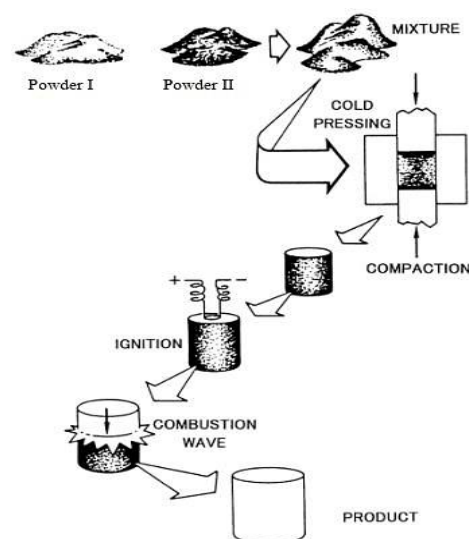 MIXTURE
Powder I
Powder II
COLD
PRESSING
COMPACTION
+ −
IGNITION
COMBUSTION
WAVE
PRODUCT